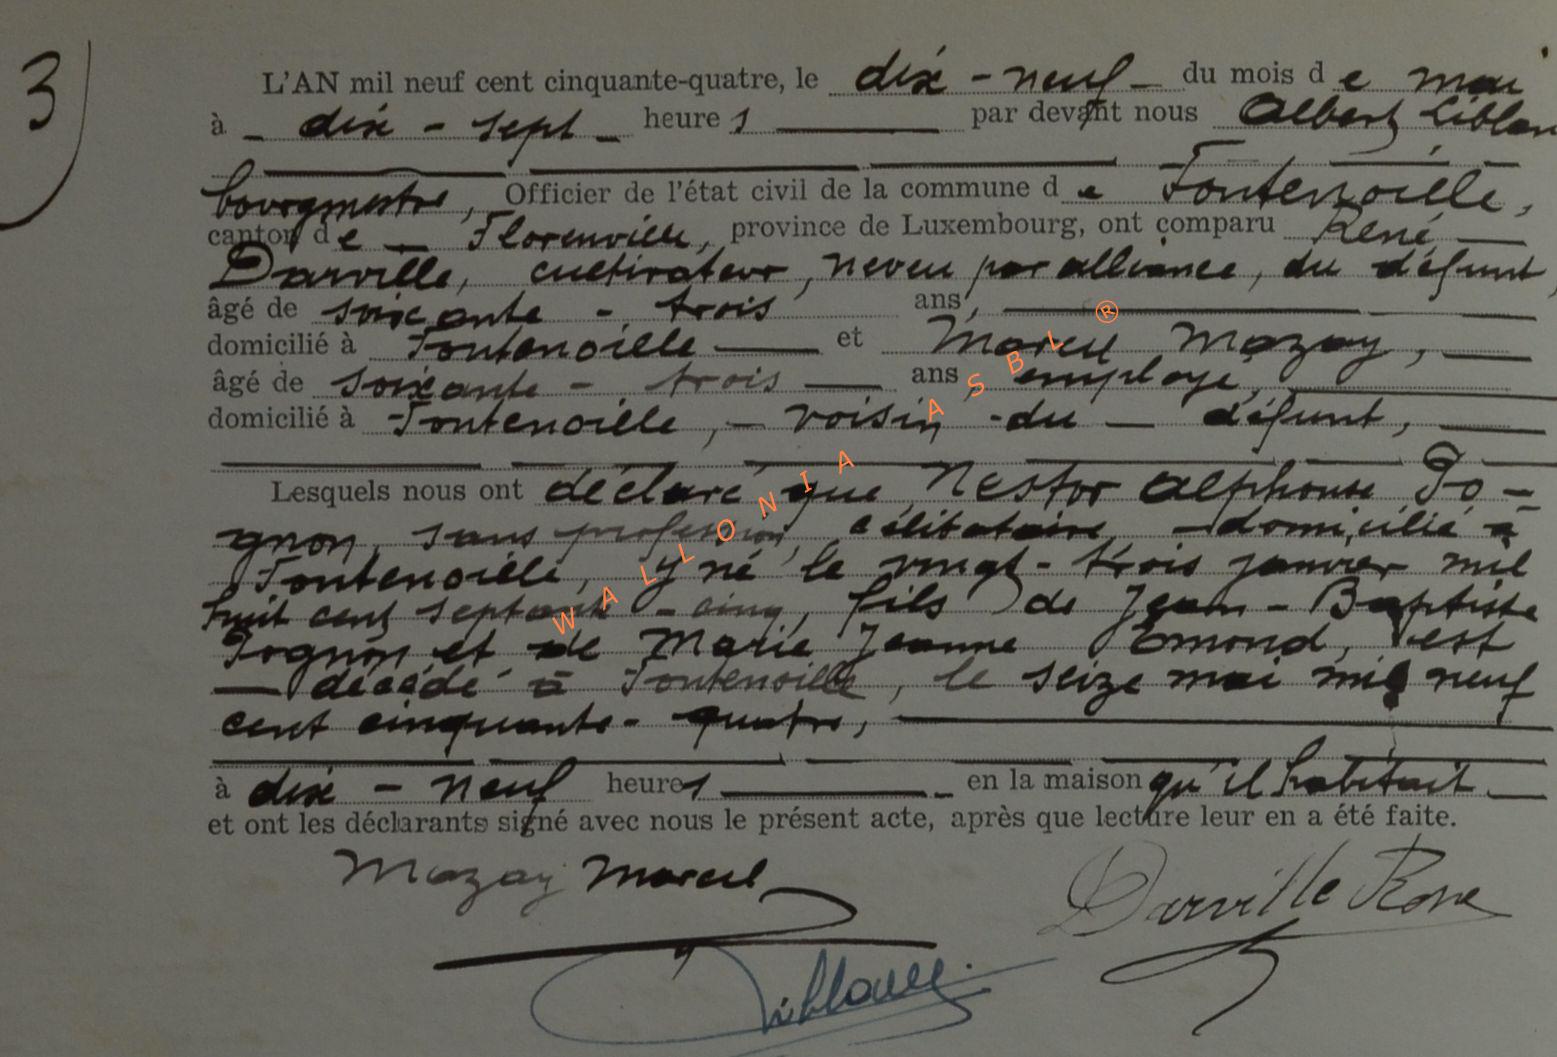 3
L'AN mil neuf cent cinquante-quatre, le dix-neuf du mois de mai
à dix-sept heures par devant nous Albert Liblan
bourgmestre, Officier de l'état civil de la commune de Fontenoille,
canton de Florenville, province de Luxembourg, ont comparu René
Darville, cultivateur, neveu par alliance, du défunt,
âgé de soixante-trois ans,
domicilié à Fontenoille et Marcel Mazay,
âgé de soixante-trois ans, employé,
domicilié à Fontenoille, voisin du défunt,
Lesquels nous ont déclaré que Nestor Alphonse Po-
gnon, sans profession, célibataire domicilié à
Fontenoille, y né le vingt-trois janvier mil
huit cent septante-cinq, fils de Jean-Baptiste
Pognon et de Marie Jeanne Emond, est
décédé à Fontenoille, le seize mai mil neuf
cent cinquante-quatre,
à dix-neuf heures en la maison qu'il habitait
et ont les déclarants signé avec nous le présent acte, après que lecture leur en a été faite.
Mazay Marcel
Darville René
WALLONIA ASBL ®